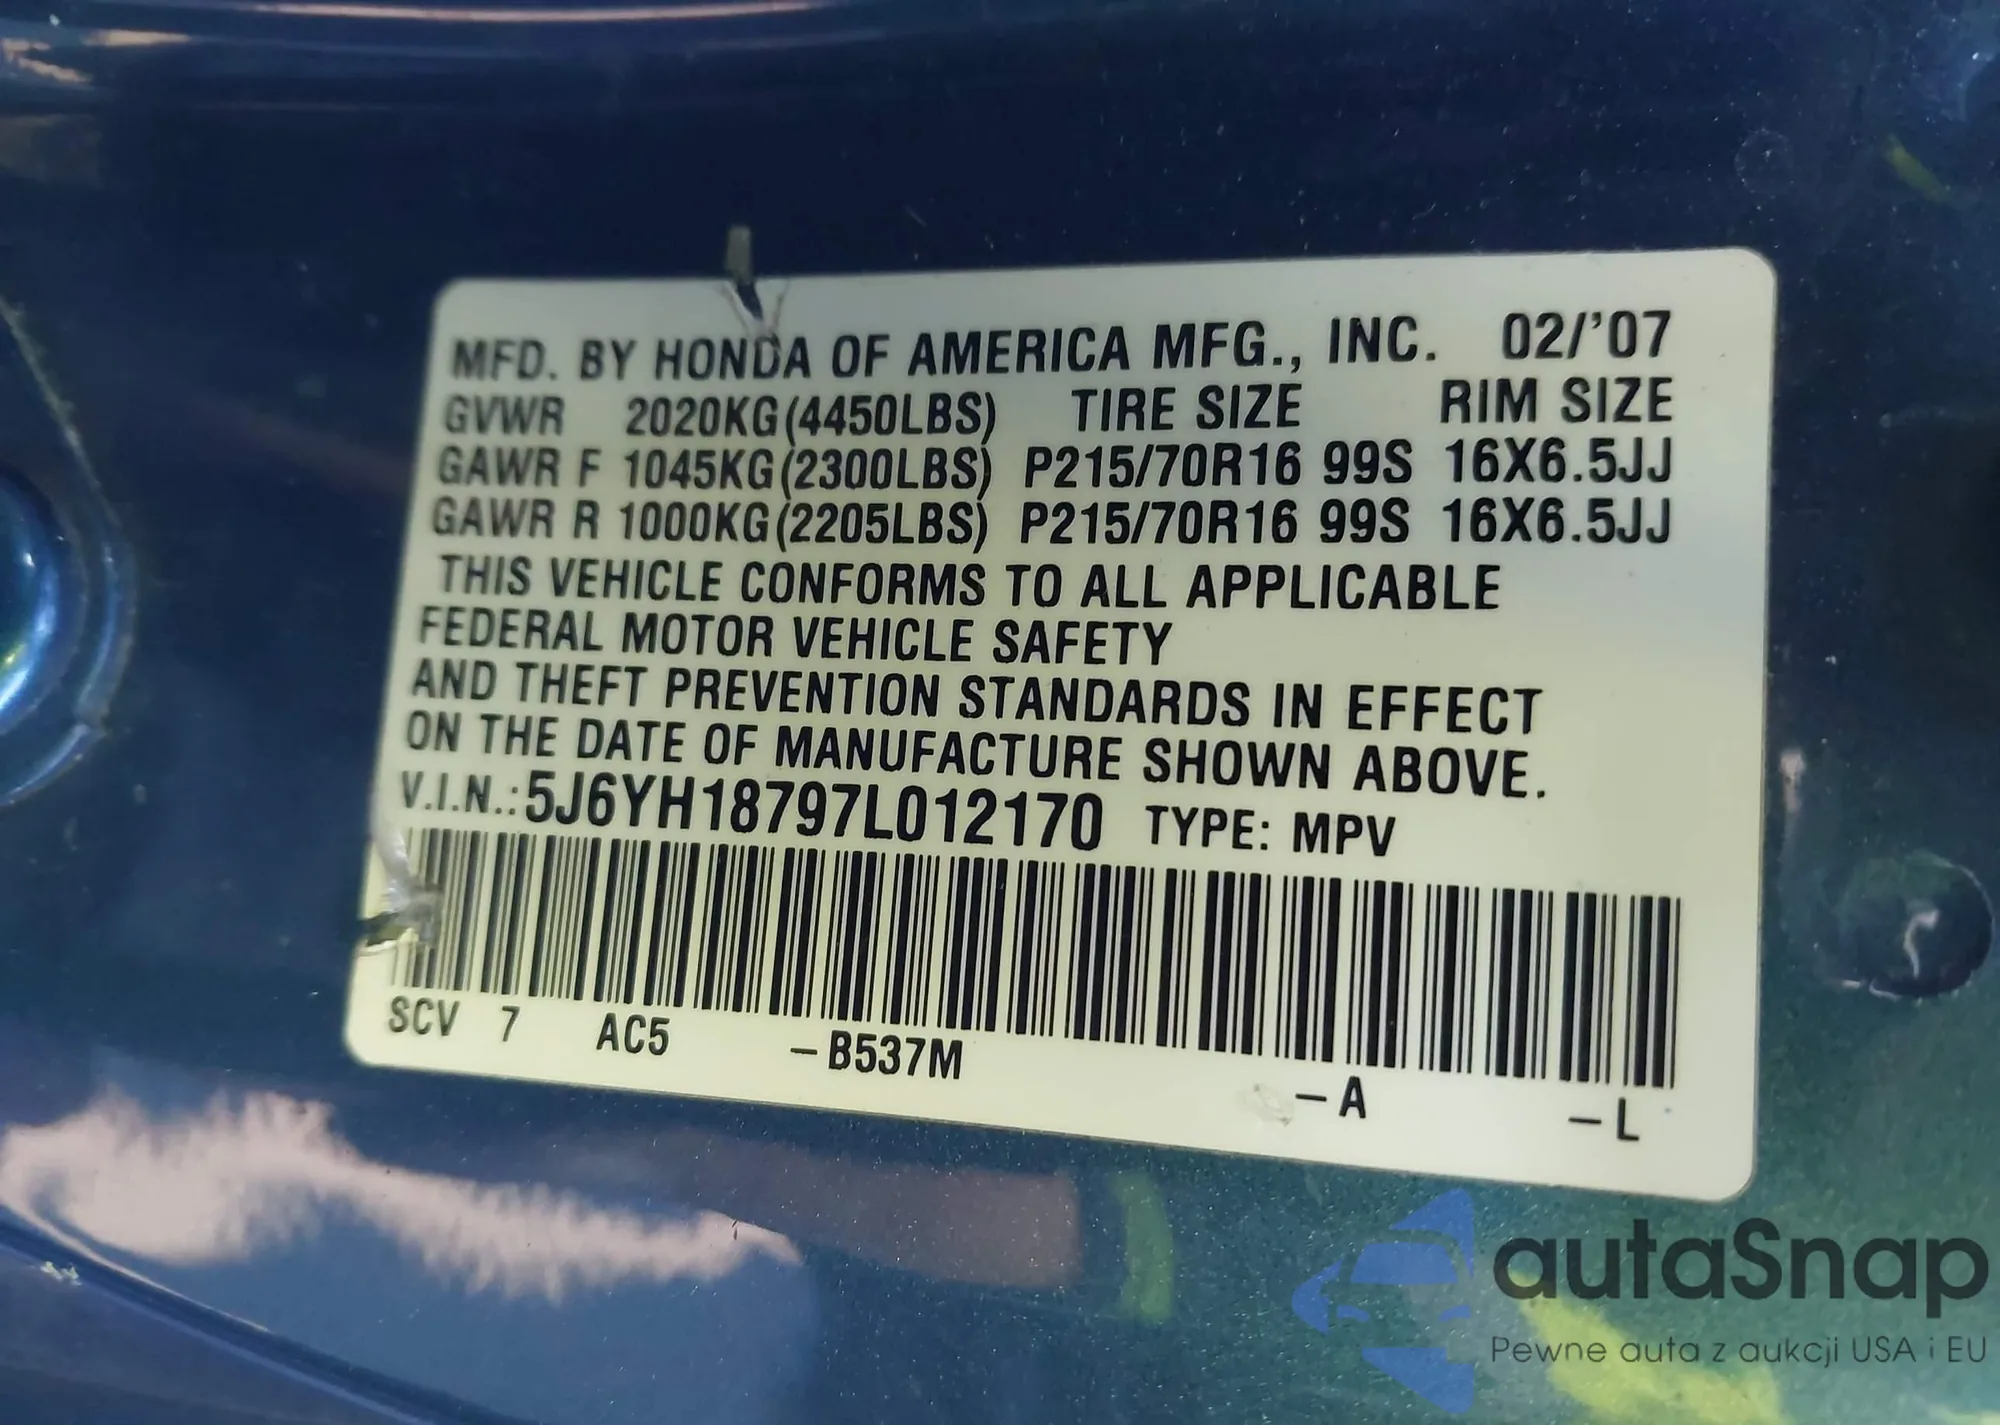 MFD. BY HONDA OF AMERICA MFG., INC. 02/'07
GVWR 2020KG(4450LBS) TIRE SIZE RIM SIZE
GAWR F 1045KG(2300LBS) P215/70R16 99S 16X6.5JJ
GAWR R 1000KG(2205LBS) P215/70R16 99S 16X6.5JJ
THIS VEHICLE CONFORMS TO ALL APPLICABLE
FEDERAL MOTOR VEHICLE SAFETY
AND THEFT PREVENTION STANDARDS IN EFFECT
ON THE DATE OF MANUFACTURE SHOWN ABOVE.
V.I.N.:5J6YH18797L012170 TYPE: MPV
SCV 7 AC5 –B537M –A –L
autaSnap
Pewne auta z aukcji USA i EU